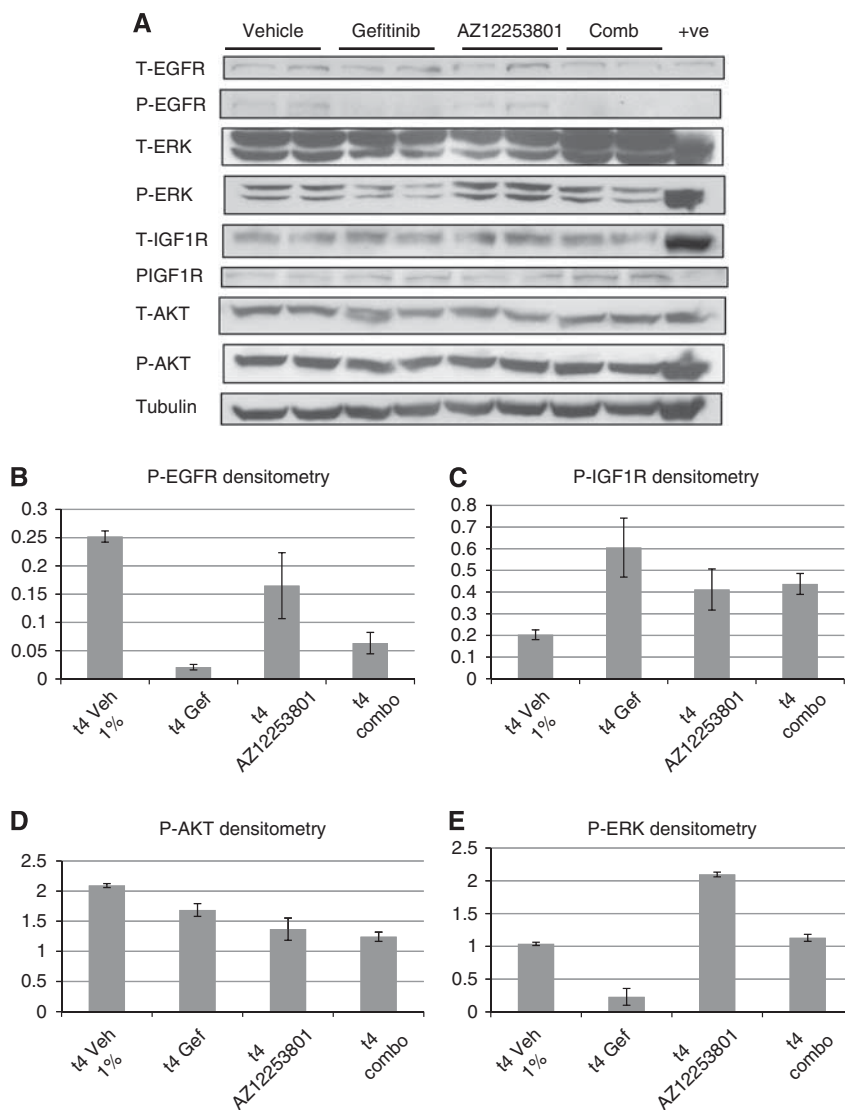 A
Vehicle Gefitinib AZ12253801 Comb +ve
T-EGFR
P-EGFR
T-ERK
P-ERK
T-IGF1R
PIGF1R
T-AKT
P-AKT
Tubulin
B
P-EGFR densitometry
0.3
0.25
0.2
0.15
0.1
0.05
0
t4 Veh
1%
t4 Gef
t4
AZ12253801
t4
combo
C
P-IGF1R densitometry
0.8
0.7
0.6
0.5
0.4
0.3
0.2
0.1
0
t4 Veh
1%
t4 Gef
t4
AZ12253801
t4
combo
D
P-AKT densitometry
2.5
2
1.5
1
0.5
0
t4 Veh
1%
t4 Gef
t4
AZ12253801
t4
combo
E
P-ERK densitometry
2.5
2
1.5
1
0.5
0
t4 Veh
1%
t4 Gef
t4
AZ12253801
t4
combo